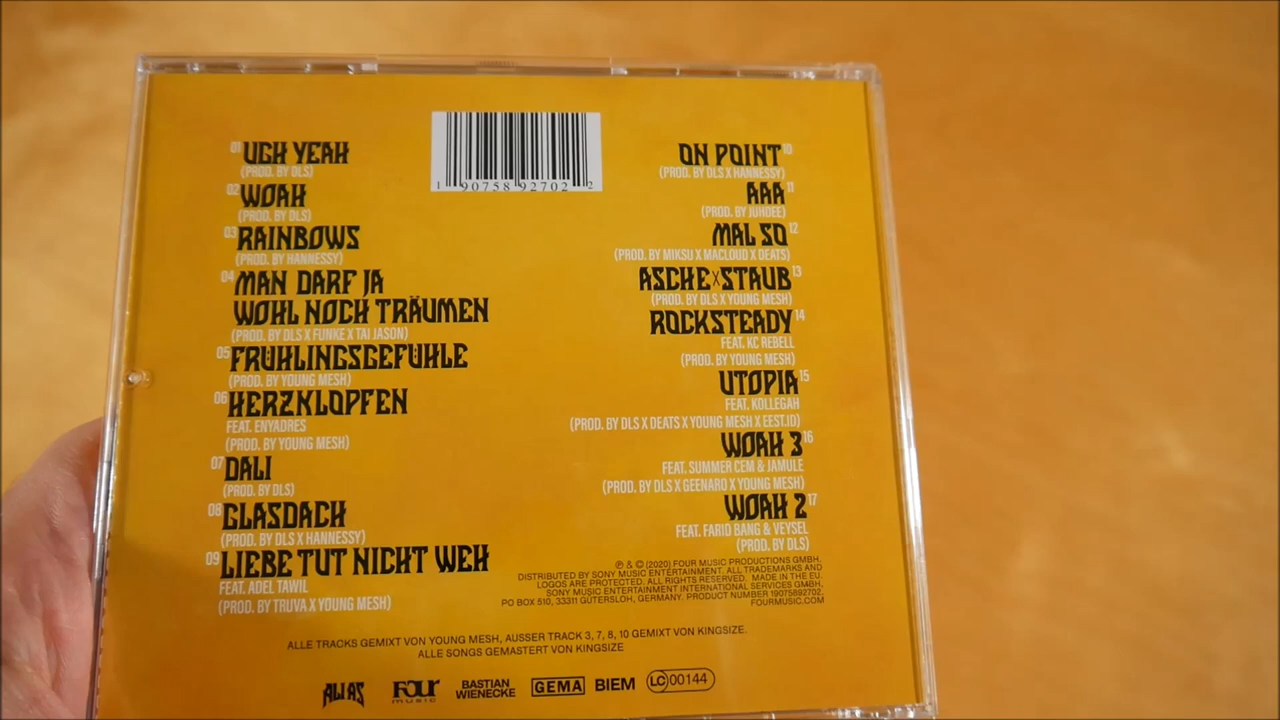 01 UGH YEAH
(PROD. BY DLS)
02 WOAH
(PROD. BY DLS)
03 RAINBOWS
(PROD. BY HANNESSY)
04 MAN DARF JA
WOHL NOCH TRÄUMEN
(PROD. BY DLS X FUNKE X TAI JASON)
05 FRÜHLINGSGEFÜHLE
(PROD. BY YOUNG MESH)
06 HERZKLOPFEN
FEAT. ENYADRES
(PROD. BY YOUNG MESH)
07 DALI
(PROD. BY DLS)
08 GLASDACH
(PROD. BY DLS X HANNESSY)
09 LIEBE TUT NICHT WEH
FEAT. ADEL TAWIL
(PROD. BY TRUVA X YOUNG MESH)
1 90758 92702 2
ON POINT 10
(PROD. BY DLS X HANNESSY)
AAA 11
(PROD. BY JUHDEE)
MAL SO 12
(PROD. BY MIKSU X MACLOUD X DEATS)
ASCHE X STAUB 13
(PROD. BY DLS X YOUNG MESH)
ROCKSTEADY 14
FEAT. KC REBELL
(PROD. BY YOUNG MESH)
UTOPIA 15
FEAT. KOLLEGAH
(PROD. BY DLS X DEATS X YOUNG MESH X EEST.ID)
WOAH 3 16
FEAT. SUMMER CEM & JAMULE
(PROD. BY DLS X GEENARO X YOUNG MESH)
WOAH 2 17
FEAT. FARID BANG & VEYSEL
(PROD. BY DLS)
℗ & © (2020) FOUR MUSIC PRODUCTIONS GMBH.
DISTRIBUTED BY SONY MUSIC ENTERTAINMENT. ALL TRADEMARKS AND
LOGOS ARE PROTECTED. ALL RIGHTS RESERVED. MADE IN THE EU.
SONY MUSIC ENTERTAINMENT INTERNATIONAL SERVICES GMBH,
PO BOX 510, 33311 GÜTERSLOH, GERMANY. PRODUCT NUMBER 19075892702.
FOURMUSIC.COM
ALLE TRACKS GEMIXT VON YOUNG MESH, AUSSER TRACK 3, 7, 8, 10 GEMIXT VON KINGSIZE.
ALLE SONGS GEMASTERT VON KINGSIZE
ALIAS
FOUR music
BASTIAN WIENECKE
GEMA
BIEM
LC 00144